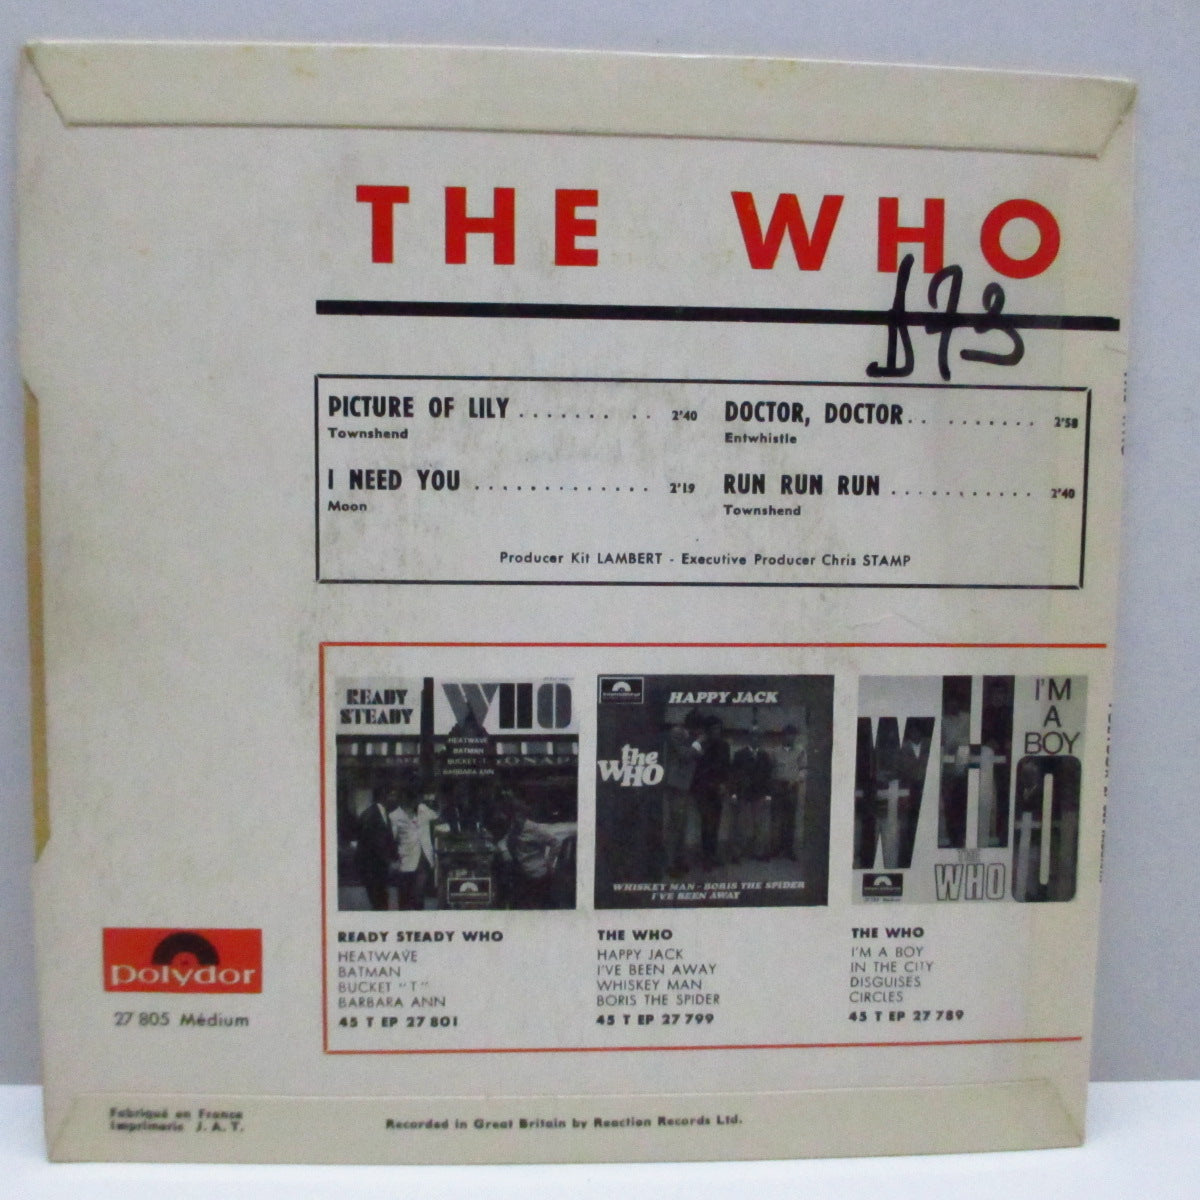 THE WHO
PICTURE OF LILY .......... 2'40
Townshend
I NEED YOU ............. 2'19
Moon
DOCTOR, DOCTOR.. ....... 2'58
Entwhistle
RUN RUN RUN ........... 2'40
Townshend
Producer Kit LAMBERT - Executive Producer Chris STAMP
READY
STEADY
WHO
HEATWAVE
BATMAN
BUCKET T
BARBARA ANN
HAPPY JACK
the
WHO
WHISKEY MAN - BORIS THE SPIDER
I'VE BEEN AWAY
I'M
A
BOY
WHO
THE
WHO
READY STEADY WHO
HEATWAVE
BATMAN
BUCKET "T"
BARBARA ANN
45 T EP 27 801
THE WHO
HAPPY JACK
I'VE BEEN AWAY
WHISKEY MAN
BORIS THE SPIDER
45 T EP 27 799
THE WHO
I'M A BOY
IN THE CITY
DISGUISES
CIRCLES
45 T EP 27 789
polydor
27 805 Médium
Fabriqué en France
Imprimerie J. A. T.
Recorded in Great Britain by Reaction Records Ltd.